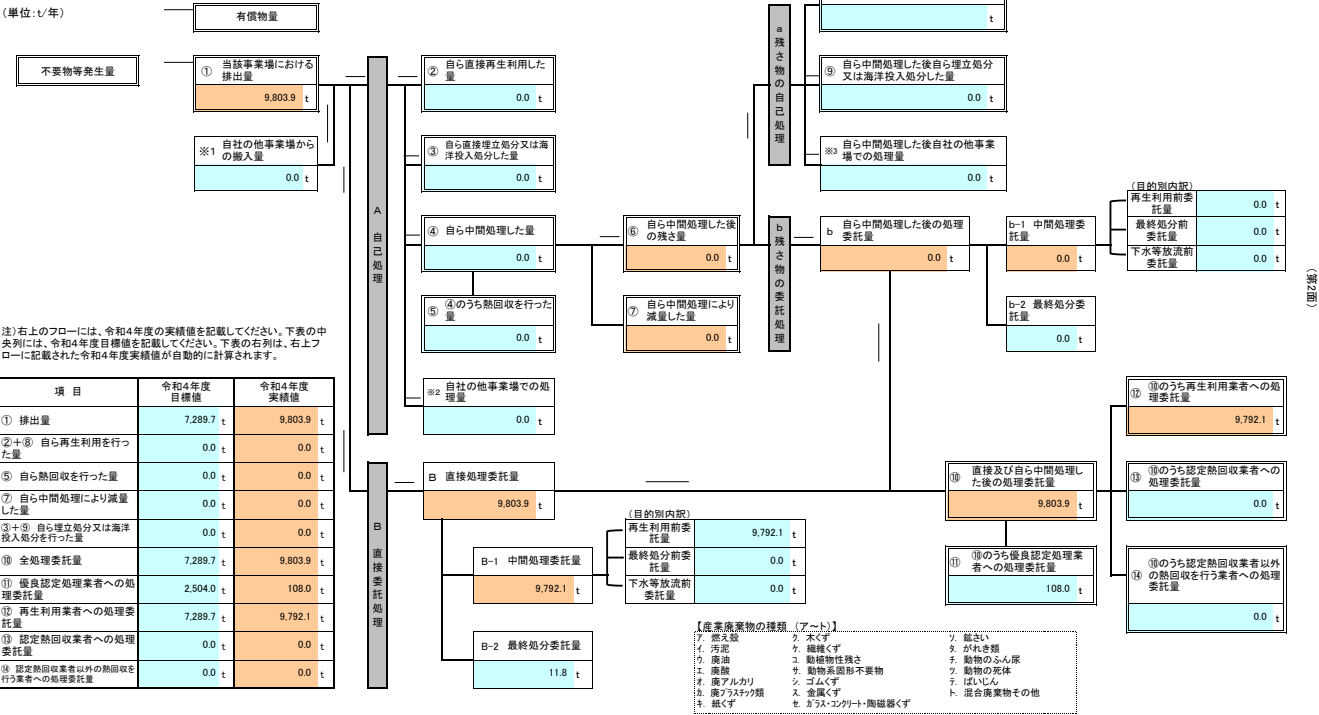 (単位:t/年)
有償物量
不要物等発生量
① 当該事業場における
排出量
9,803.9 t
※1 自社の他事業場から
の搬入量
0.0 t
A 自己処理
② 自ら直接再生利用した
量
0.0 t
③ 自ら直接埋立処分又は海
洋投入処分した量
0.0 t
④ 自ら中間処理した量
0.0 t
⑤ ④のうち熱回収を行った
量
0.0 t
※2 自社の他事業場での処
理量
0.0 t
⑥ 自ら中間処理した後
の残さ量
0.0 t
⑦ 自ら中間処理により
減量した量
0.0 t
a 残さ物の自己処理
t
⑨ 自ら中間処理した後自ら埋立処分
又は海洋投入処分した量
0.0 t
※3 自ら中間処理した後自社の他事業
場での処理量
0.0 t
b 残さ物の委託処理
b 自ら中間処理した後の処理
委託量
0.0 t
b-1 中間処理委
託量
0.0 t
b-2 最終処分委
託量
0.0 t
(目的別内訳)
再生利用前委
託量
0.0 t
最終処分前
委託量
0.0 t
下水等放流前
委託量
0.0 t
(第2面)
注)右上のフローには、令和4年度の実績値を記載してください。下表の中
央列には、令和4年度目標値を記載してください。下表の右列は、右上フ
ローに記載された令和4年度実績値が自動的に計算されます。
項 目 令和4年度 令和4年度
目標値 実績値
① 排出量 7,289.7 t 9,803.9 t
②+⑧ 自ら再生利用を行っ
た量 0.0 t 0.0 t
⑤ 自ら熱回収を行った量 0.0 t 0.0 t
⑦ 自ら中間処理により減量
した量 0.0 t 0.0 t
③+⑨ 自ら埋立処分又は海洋
投入処分を行った量 0.0 t 0.0 t
⑩ 全処理委託量 7,289.7 t 9,803.9 t
⑪ 優良認定処理業者への処
理委託量 2,504.0 t 108.0 t
⑫ 再生利用業者への処理委
託量 7,289.7 t 9,792.1 t
⑬ 認定熱回収業者への処理
委託量 0.0 t 0.0 t
⑭ 認定熱回収業者以外の熱回収を
行う業者への処理委託量 0.0 t 0.0 t
B 直接委託処理
B 直接処理委託量
9,803.9 t
B-1 中間処理委託量
9,792.1 t
B-2 最終処分委託量
11.8 t
(目的別内訳)
再生利用前委
託量
9,792.1 t
最終処分前委
託量
0.0 t
下水等放流前
委託量
0.0 t
⑩ 直接及び自ら中間処理し
た後の処理委託量
9,803.9 t
⑪ ⑩のうち優良認定処理業
者への処理委託量
108.0 t
⑫ ⑩のうち再生利用業者への処
理委託量
9,792.1 t
⑬ ⑩のうち認定熱回収業者への
処理委託量
0.0 t
⑭ ⑩のうち認定熱回収業者以外
の熱回収を行う業者への処理
委託量
0.0 t
【産業廃棄物の種類 (ア～ト)】
ア. 燃え殻 ク. 木くず ソ. 鉱さい
イ. 汚泥 ケ. 繊維くず タ. がれき類
ウ. 廃油 コ. 動植物性残さ チ. 動物のふん尿
エ. 廃酸 サ. 動物系固形不要物 ツ. 動物の死体
オ. 廃アルカリ シ. ゴムくず テ. ばいじん
カ. 廃プラスチック類 ス. 金属くず ト. 混合廃棄物その他
キ. 紙くず セ. ガラス・コンクリート・陶磁器くず